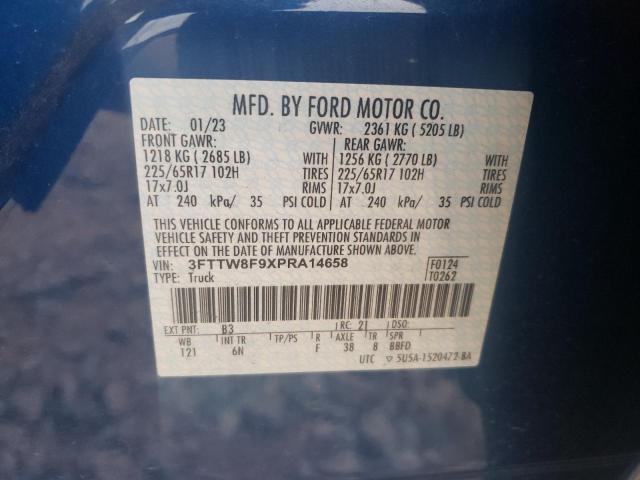 MFD. BY FORD MOTOR CO.
DATE: 01/23 GVWR: 2361 KG ( 5205 LB)
FRONT GAWR: REAR GAWR:
1218 KG ( 2685 LB) WITH 1256 KG ( 2770 LB) WITH
225/65R17 102H TIRES 225/65R17 102H TIRES
17x7.0J RIMS 17x7.0J RIMS
AT 240 kPa/ 35 PSI COLD AT 240 kPa/ 35 PSI COLD
THIS VEHICLE CONFORMS TO ALL APPLICABLE FEDERAL MOTOR
VEHICLE SAFETY AND THEFT PREVENTION STANDARDS IN
EFFECT ON THE DATE OF MANUFACTURE SHOWN ABOVE.
VIN: 3FTTW8F9XPRA14658 F0124
TYPE: Truck T0262
EXT PNT: B3 RC: 21 DSO:
WB INT TR TP/PS R AXLE TR SPR
121 6N F 38 8 BBFD
UTC 5U5A-1520472-BA